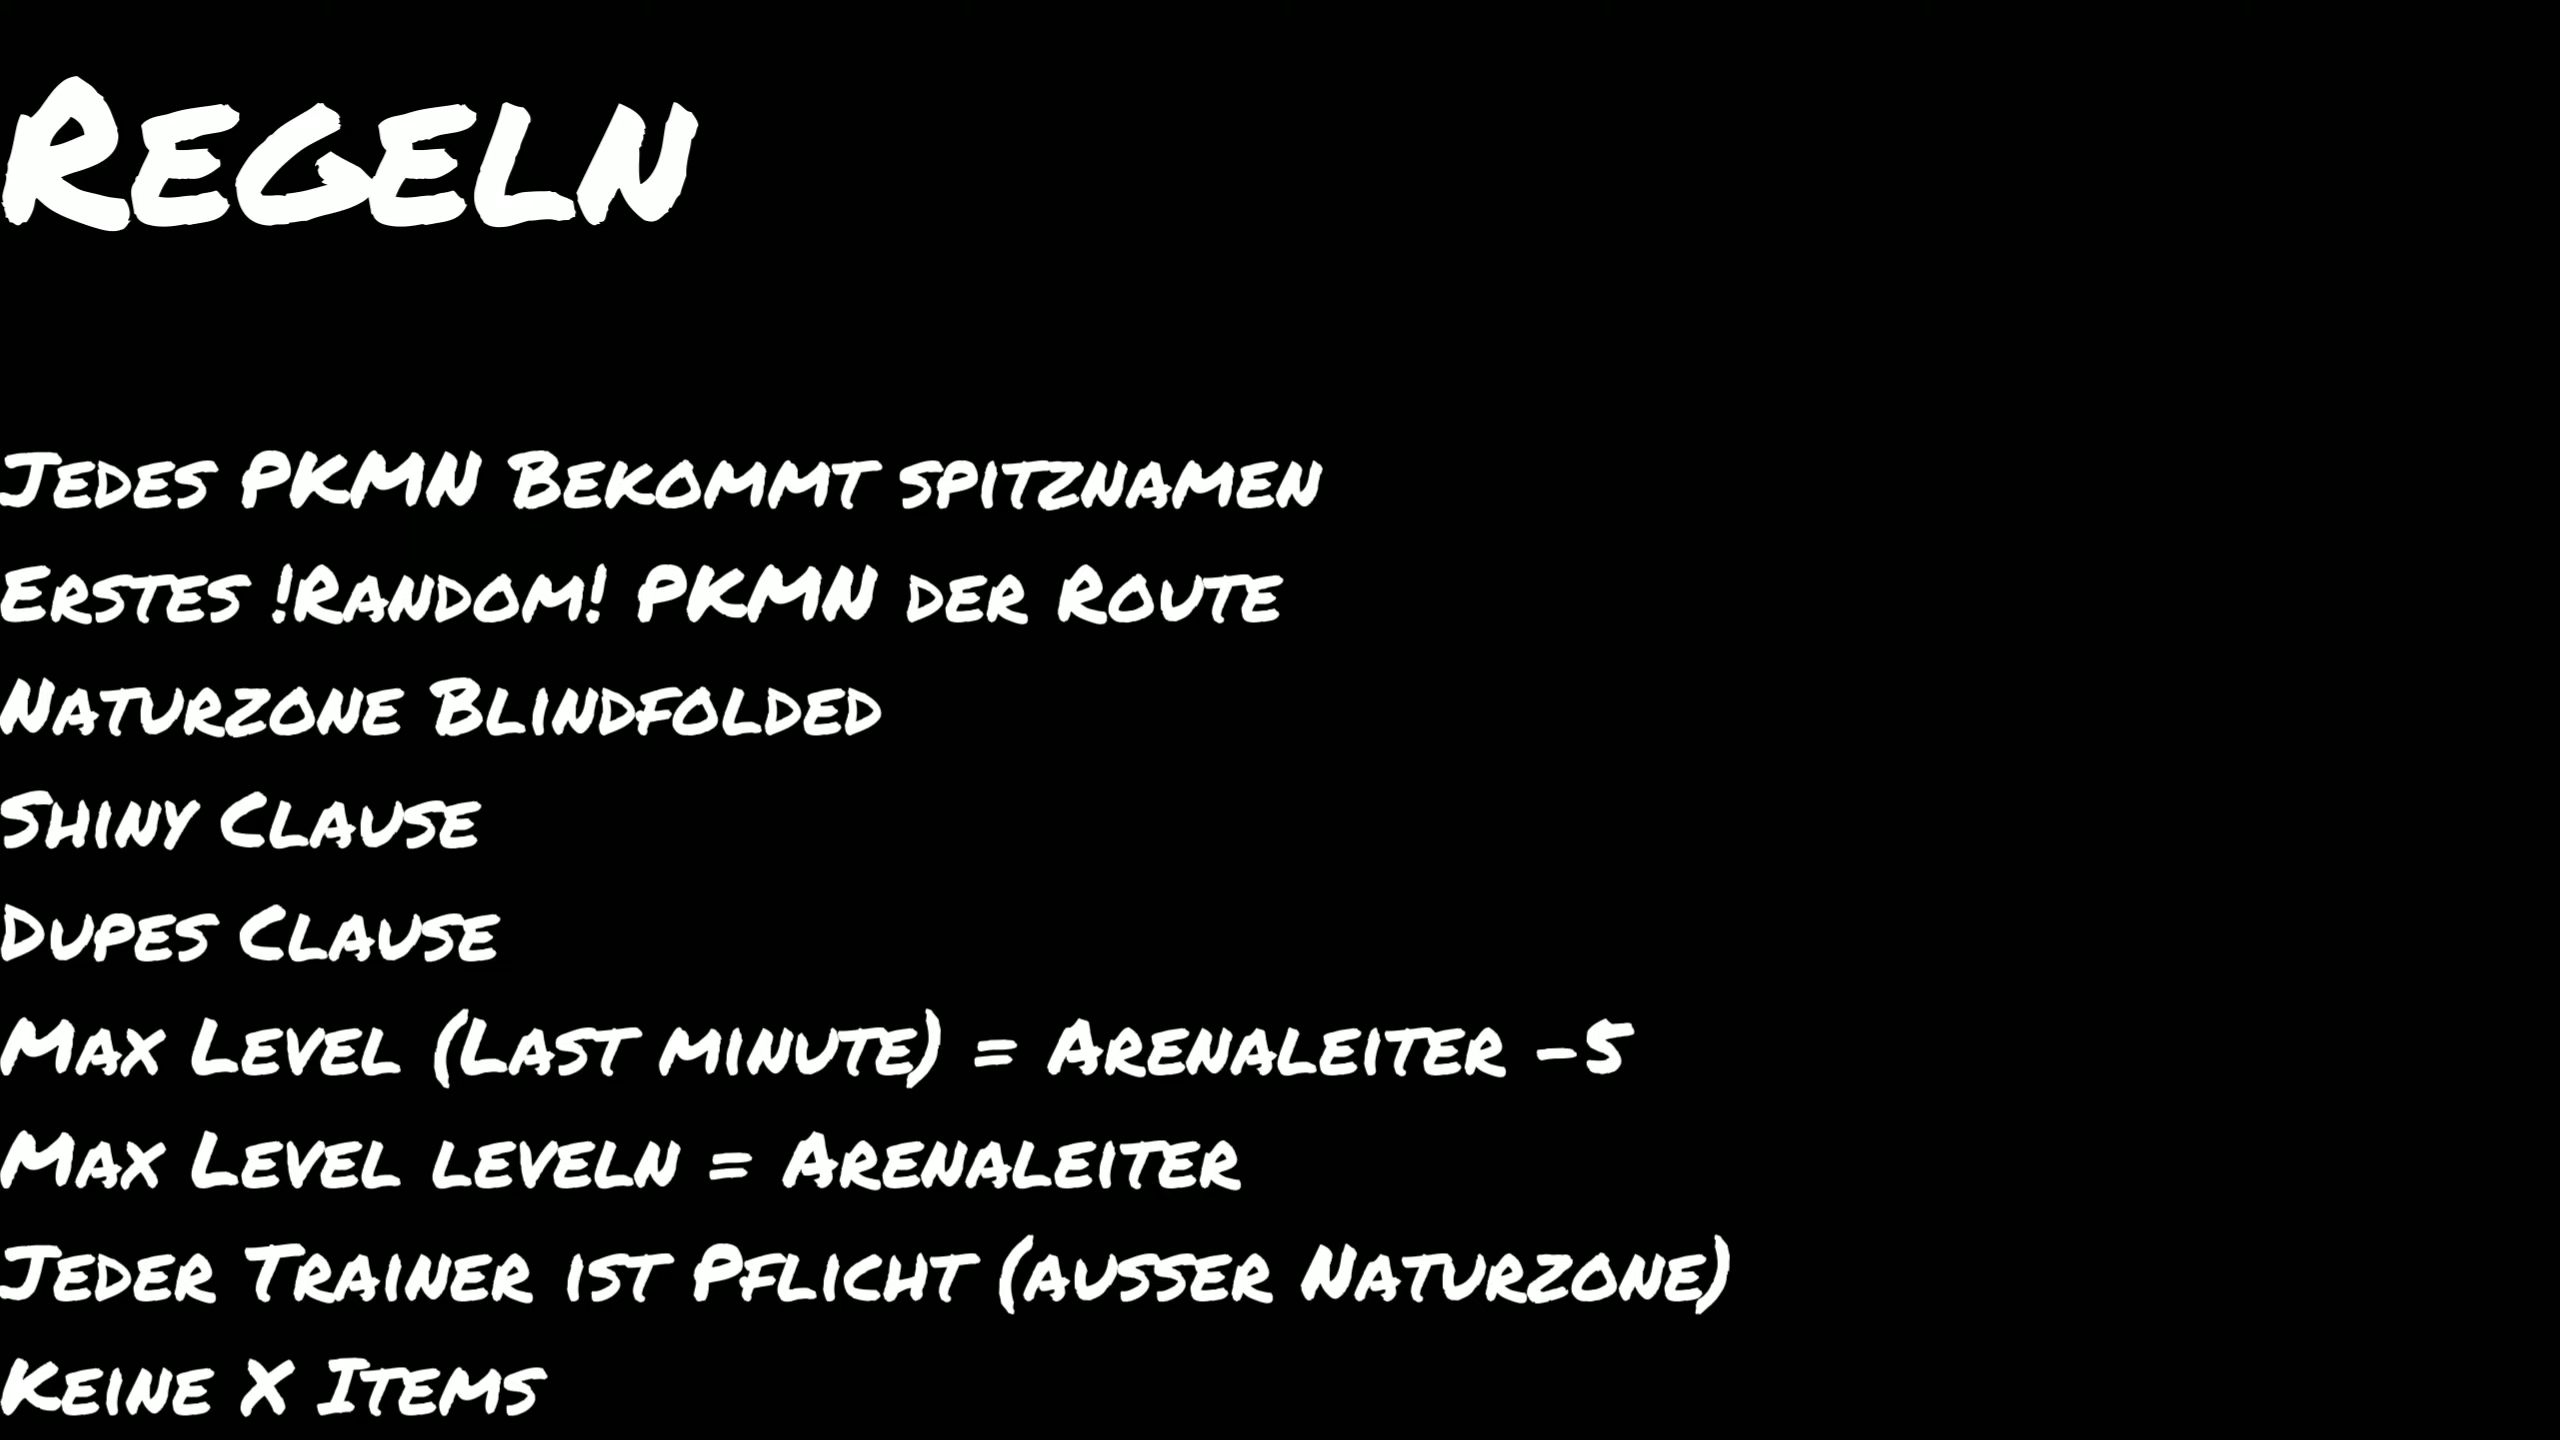 Regeln
Jedes PKMN Bekommt spitznamen
Erstes !Random! PKMN der Route
Naturzone Blindfolded
Shiny Clause
Dupes Clause
Max Level (Last minute) = Arenaleiter -5
Max Level leveln = Arenaleiter
Jeder Trainer ist Pflicht (ausser Naturzone)
Keine X Items